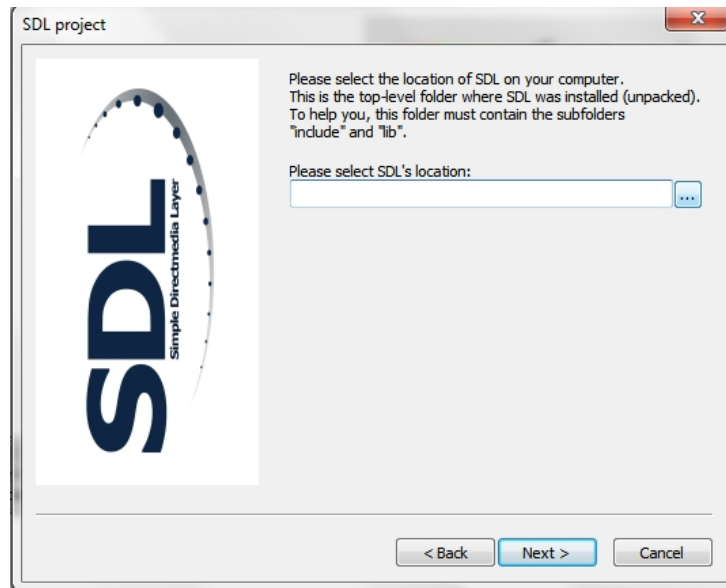 SDL project
Please select the location of SDL on your computer.
This is the top-level folder where SDL was installed (unpacked).
To help you, this folder must contain the subfolders
"include" and "lib".
Please select SDL's location:
...
SDL
Simple Directmedia Layer
< Back
Next >
Cancel